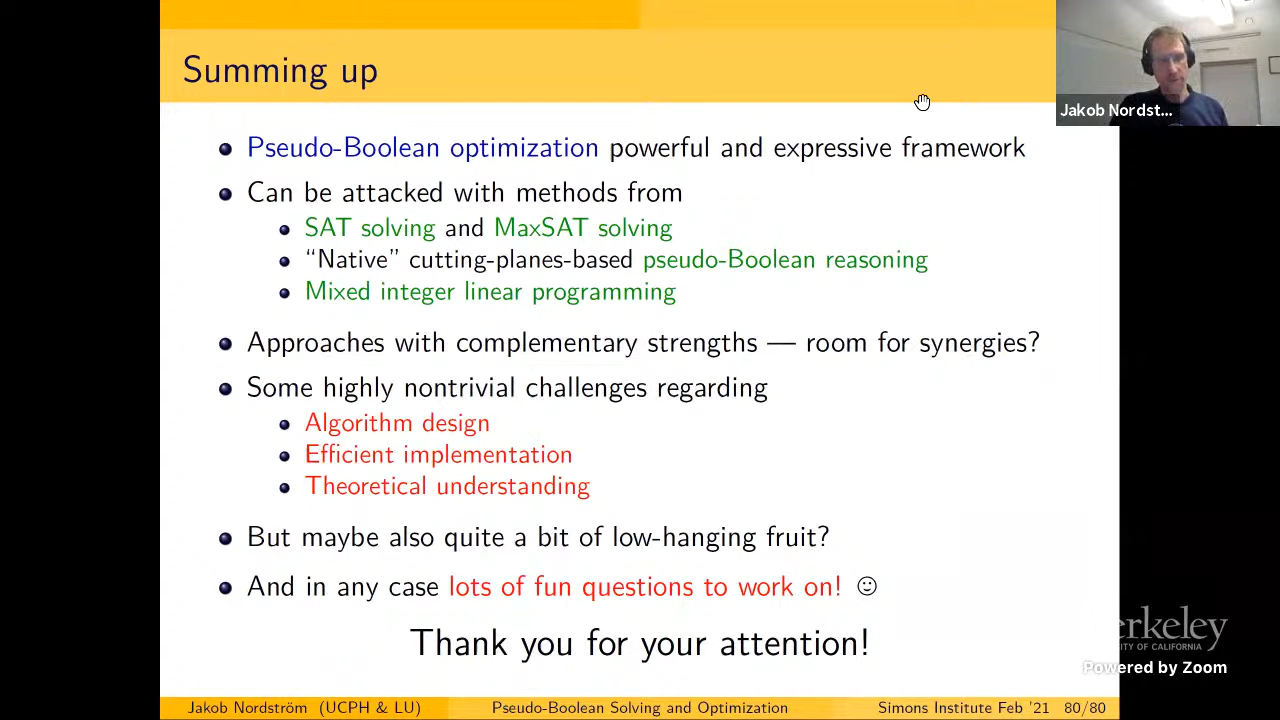 Summing up
Jakob Nordst...
Pseudo-Boolean optimization powerful and expressive framework
Can be attacked with methods from
SAT solving and MaxSAT solving
“Native” cutting-planes-based pseudo-Boolean reasoning
Mixed integer linear programming
Approaches with complementary strengths — room for synergies?
Some highly nontrivial challenges regarding
Algorithm design
Efficient implementation
Theoretical understanding
But maybe also quite a bit of low-hanging fruit?
And in any case lots of fun questions to work on! ☺
Thank you for your attention!
erkeley
TY OF CALIFORNIA
Powered by Zoom
Jakob Nordström (UCPH & LU) Pseudo-Boolean Solving and Optimization Simons Institute Feb '21 80/80